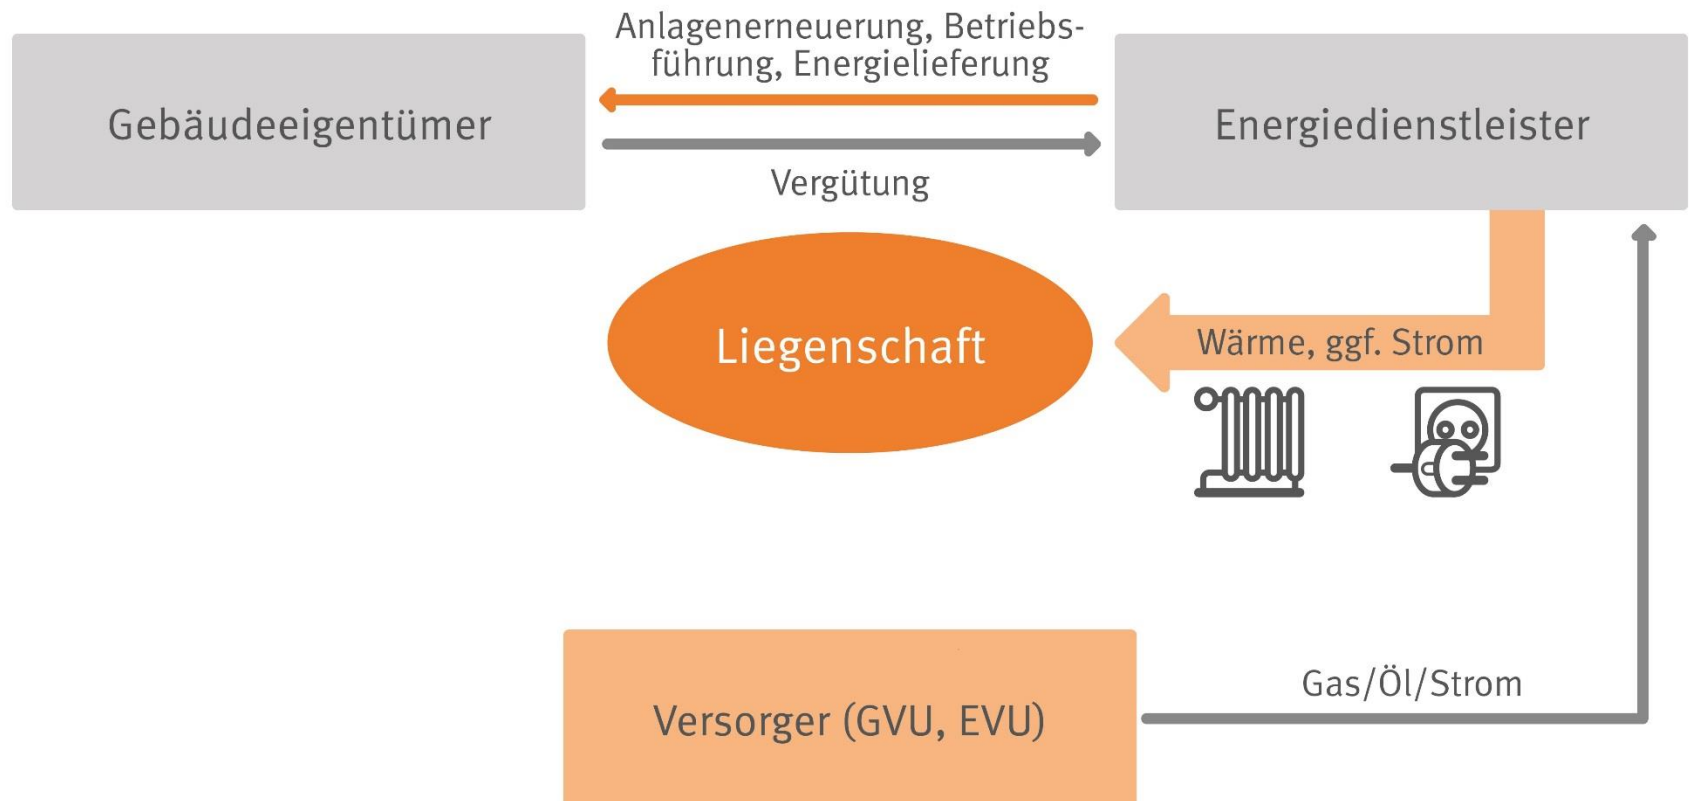 Anlagenerneuerung, Betriebs-
führung, Energielieferung
Gebäudeeigentümer
Energiedienstleister
Vergütung
Liegenschaft
Wärme, ggf. Strom
Gas/Öl/Strom
Versorger (GVU, EVU)